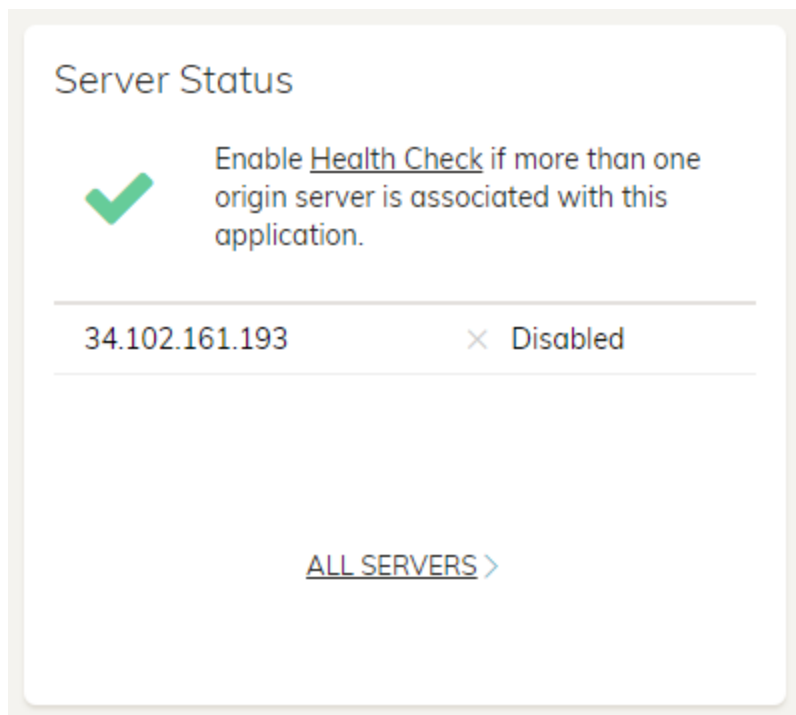 Server Status
Enable Health Check if more than one
origin server is associated with this
application.
34.102.161.193 × Disabled
ALL SERVERS >